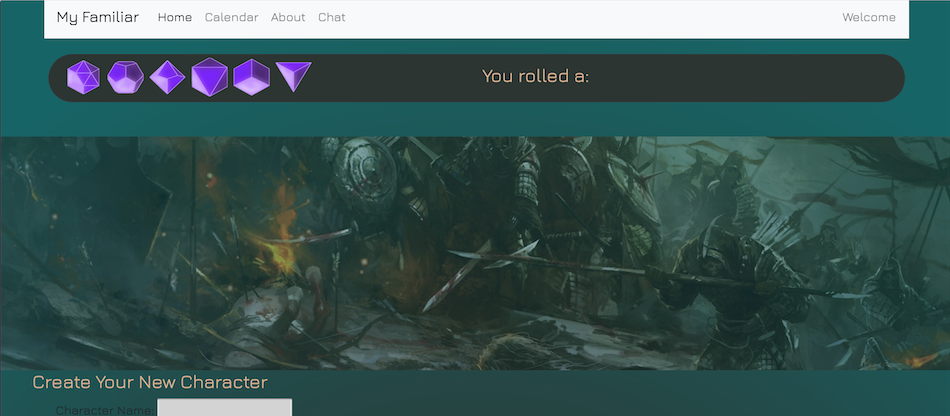 My Familiar Home Calendar About Chat Welcome
You rolled a:
Create Your New Character
Character Name: